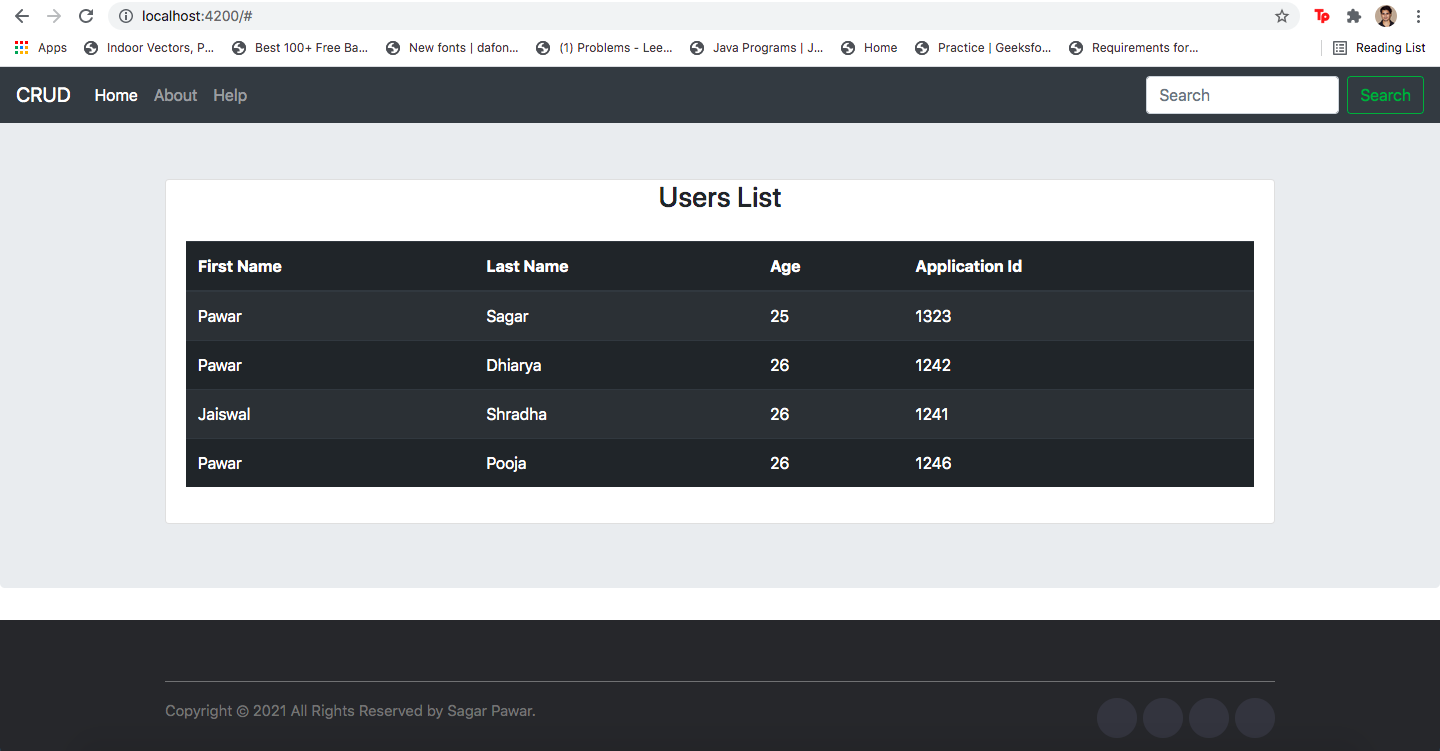 localhost:4200/#
Apps Indoor Vectors, P... Best 100+ Free Ba... New fonts | dafon... (1) Problems - Lee... Java Programs | J... Home Practice | Geeksfo... Requirements for... Reading List
CRUD Home About Help Search Search
Users List
First Name Last Name Age Application Id
Pawar Sagar 25 1323
Pawar Dhiarya 26 1242
Jaiswal Shradha 26 1241
Pawar Pooja 26 1246
Copyright © 2021 All Rights Reserved by Sagar Pawar.